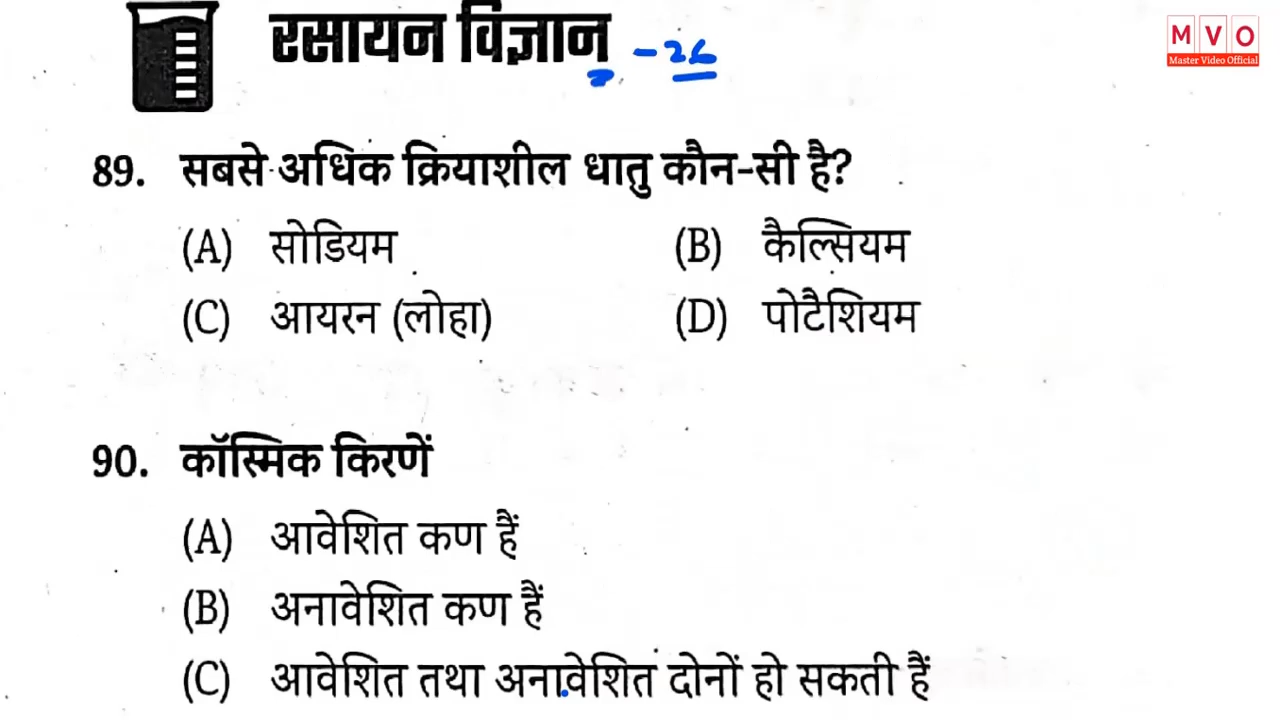 रसायन विज्ञान - 26
M V O
Master Video Official
89. सबसे अधिक क्रियाशील धातु कौन-सी है?
(A) सोडियम (B) कैल्सियम
(C) आयरन (लोहा) (D) पोटैशियम
90. कॉस्मिक किरणें
(A) आवेशित कण हैं
(B) अनावेशित कण हैं
(C) आवेशित तथा अनावेशित दोनों हो सकती हैं